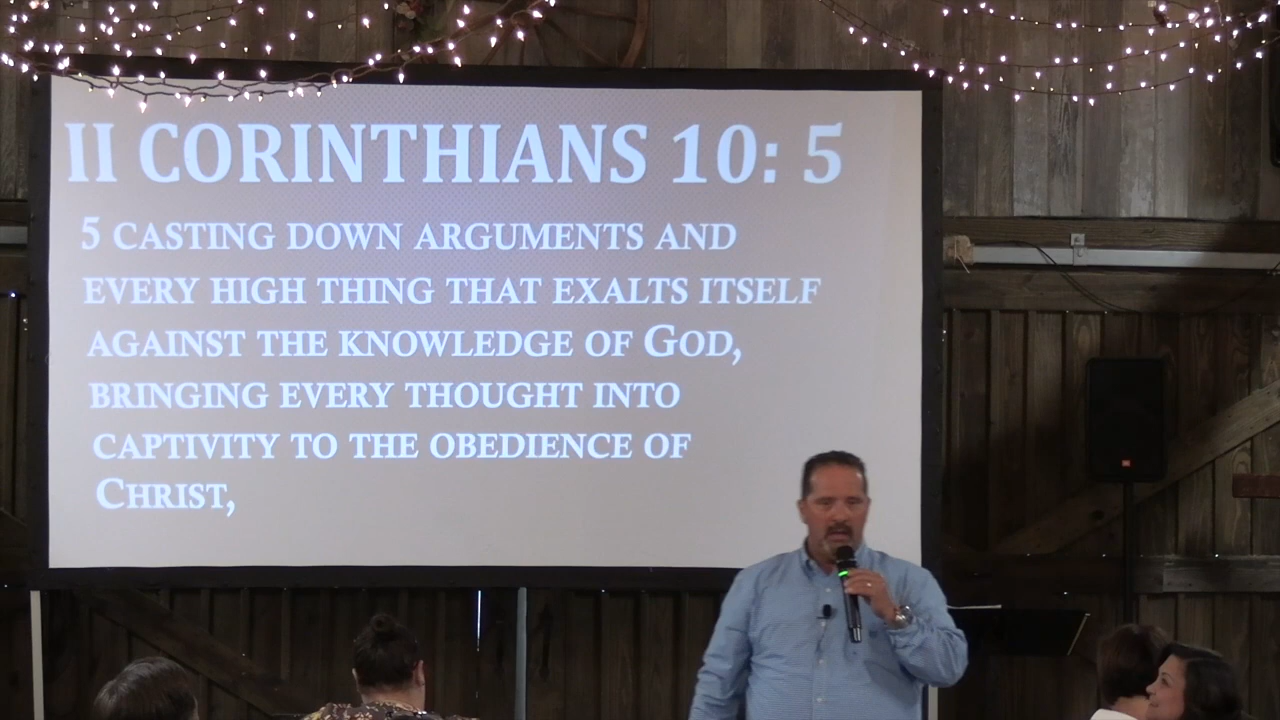 II CORINTHIANS 10: 5
5 CASTING DOWN ARGUMENTS AND
EVERY HIGH THING THAT EXALTS ITSELF
AGAINST THE KNOWLEDGE OF GOD,
BRINGING EVERY THOUGHT INTO
CAPTIVITY TO THE OBEDIENCE OF
CHRIST,